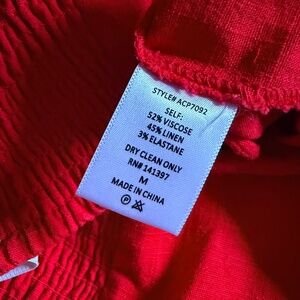 STYLE# ACP7092
SELF:
52% VISCOSE
45% LINEN
3% ELASTANE
DRY CLEAN ONLY
RN# 141397
M
MADE IN CHINA
P